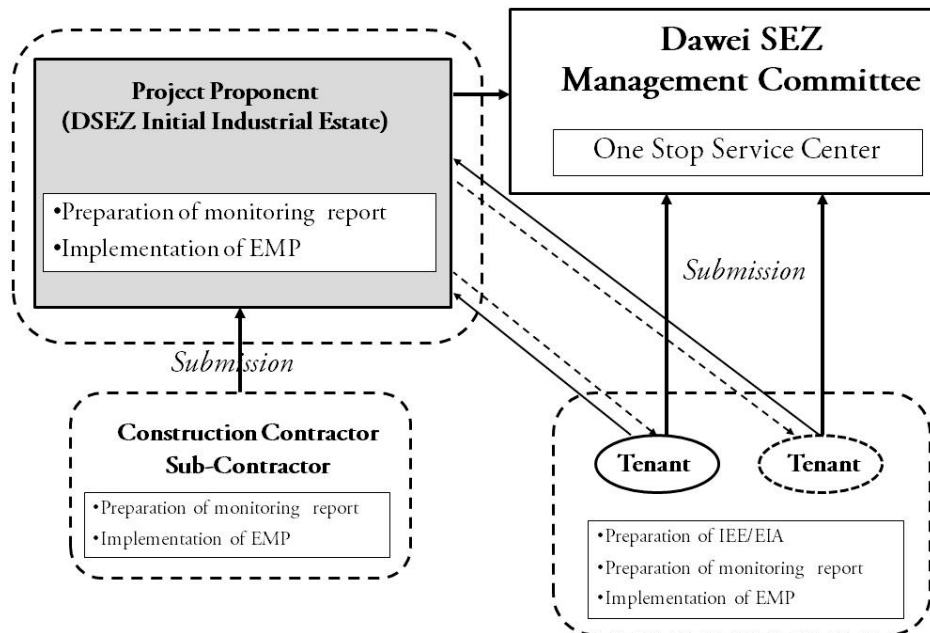 Dawei SEZ
Management Committee
One Stop Service Center
Project Proponent
(DSEZ Initial Industrial Estate)
•Preparation of monitoring report
•Implementation of EMP
Submission
Submission
Construction Contractor
Sub-Contractor
•Preparation of monitoring report
•Implementation of EMP
Tenant
Tenant
•Preparation of IEE/EIA
•Preparation of monitoring report
•Implementation of EMP